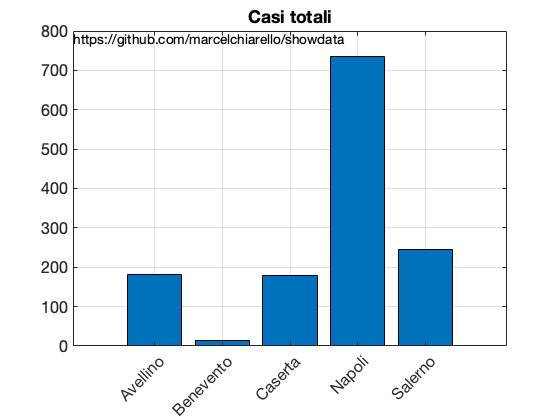 Casi totali
https://github.com/marcelchiarello/showdata
800
700
600
500
400
300
200
100
0
Avellino
Benevento
Caserta
Napoli
Salerno